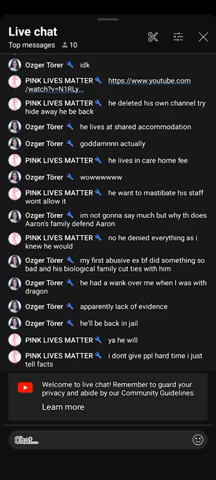 Live chat
Top messages 10
Ozger Törer idk
PINK LIVES MATTER https://www.youtube.com
/watch?v=N1RLy...
PINK LIVES MATTER he deleted his own channel try
hide away he be back
PINK LIVES MATTER he lives at shared accommodation
Ozger Törer goddamnnn actually
PINK LIVES MATTER he lives in care home fee
Ozger Törer wowwwwww
PINK LIVES MATTER he want to mastibate his staff
wont allow it
Ozger Törer im not gonna say much but why th does
Aaron's family defend Aaron
PINK LIVES MATTER no he denied everything as i
knew he would
Ozger Törer my first abusive ex bf did something so
bad and his biological family cut ties with him
PINK LIVES MATTER he had a wank over me when I was with
dragon
Ozger Törer apparently lack of evidence
Ozger Törer he'll be back in jail
PINK LIVES MATTER ya he will
PINK LIVES MATTER i dont give ppl hard time i just
tell facts
Welcome to live chat! Remember to guard your
privacy and abide by our Community Guidelines.
Learn more
Chat...